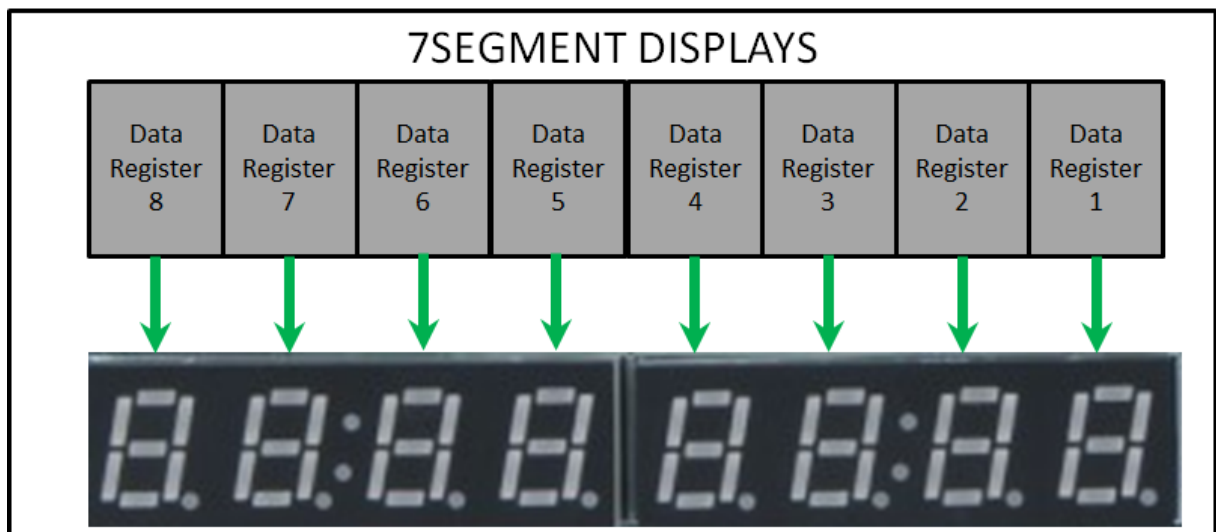 7SEGMENT DISPLAYS
Data Register 8
Data Register 7
Data Register 6
Data Register 5
Data Register 4
Data Register 3
Data Register 2
Data Register 1